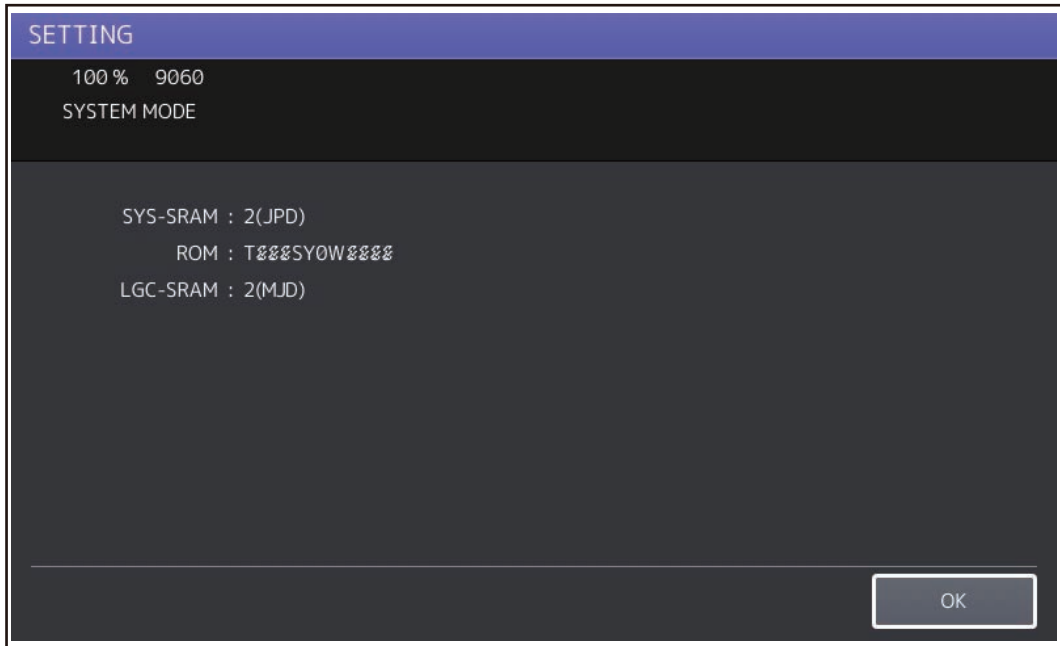 SETTING
100 % 9060
SYSTEM MODE
SYS-SRAM : 2(JPD)
ROM :
LGC-SRAM : 2(MJD)
OK